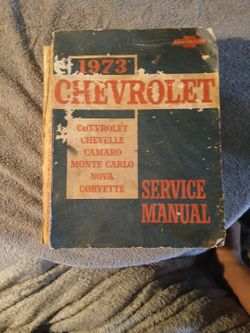 1973
CHEVROLET
CHEVROLET
CHEVELLE
CAMARO
MONTE CARLO
NOVA
CORVETTE
SERVICE
MANUAL